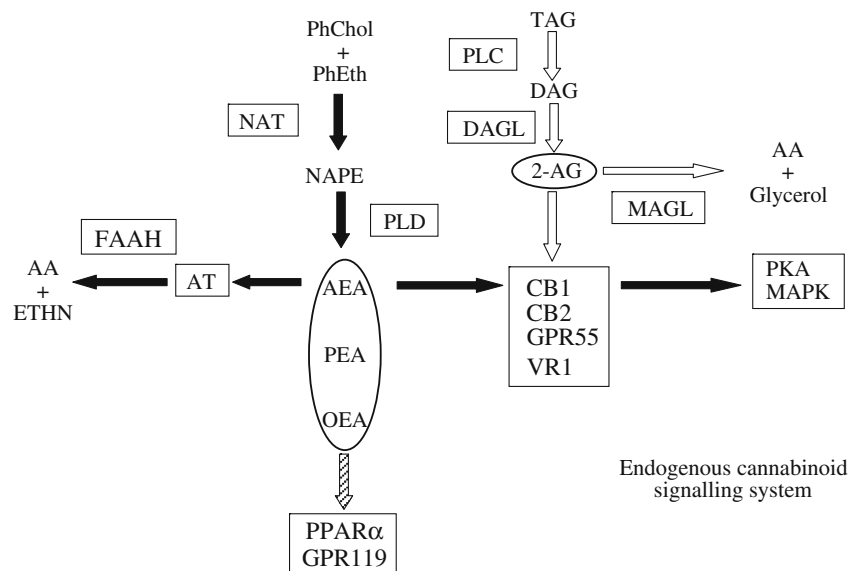 PhChol
+
PhEth
NAT
NAPE
PLD
FAAH
AA
+
ETHN
AT
AEA
PEA
OEA
PPARα
GPR119
TAG
PLC
DAG
DAGL
2-AG
MAGL
AA
+
Glycerol
CB1
CB2
GPR55
VR1
PKA
MAPK
Endogenous cannabinoid
signalling system